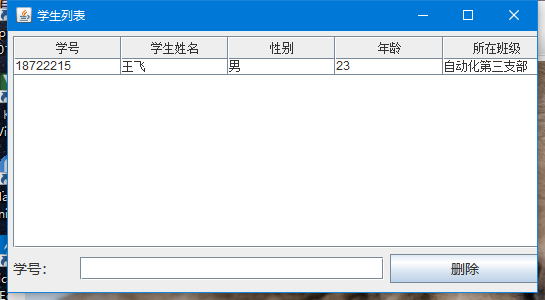 学生列表
学号 学生姓名 性别 年龄 所在班级
18722215 王飞 男 23 自动化第三支部
学号： 删除